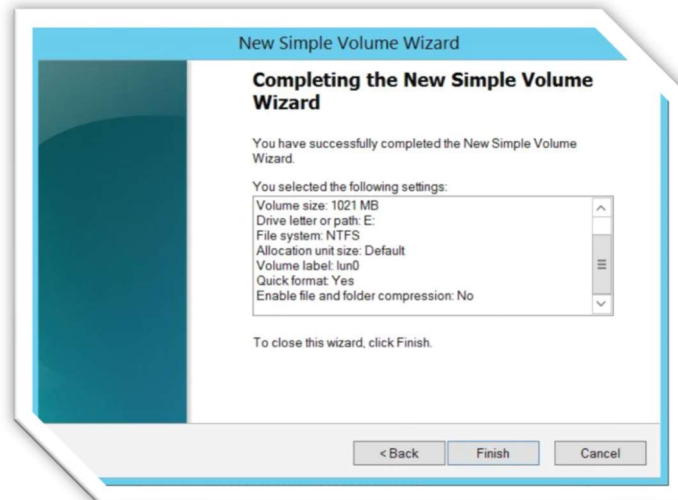 New Simple Volume Wizard
Completing the New Simple Volume
Wizard
You have successfully completed the New Simple Volume
Wizard.
You selected the following settings:
Volume size: 1021 MB
Drive letter or path: E:
File system: NTFS
Allocation unit size: Default
Volume label: lun0
Quick format: Yes
Enable file and folder compression: No
To close this wizard, click Finish.
< Back
Finish
Cancel